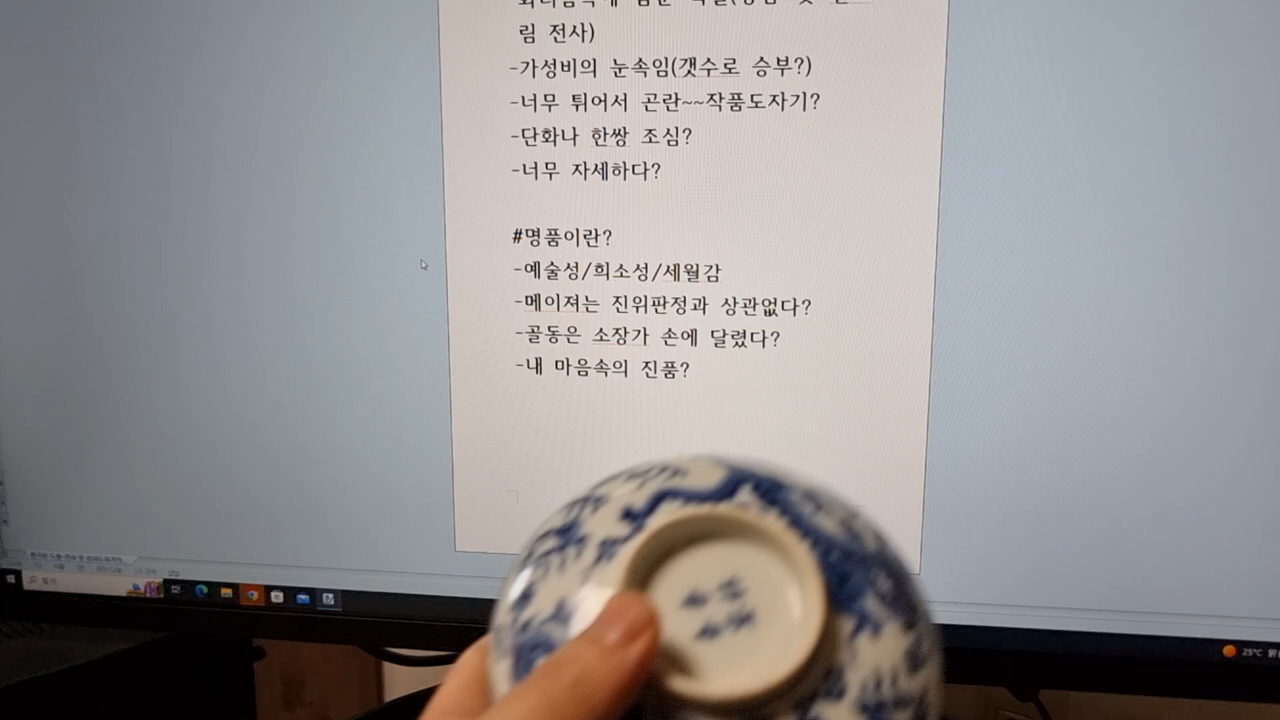 림 전사)
-가성비의 눈속임(갯수로 승부?)
-너무 튀어서 곤란~~작품도자기?
-단화나 한쌍 조심?
-너무 자세하다?
#명품이란?
-예술성/희소성/세월감
-메이져는 진위판정과 상관없다?
-골동은 소장가 손에 달렸다?
-내 마음속의 진품?
찾기
25°C